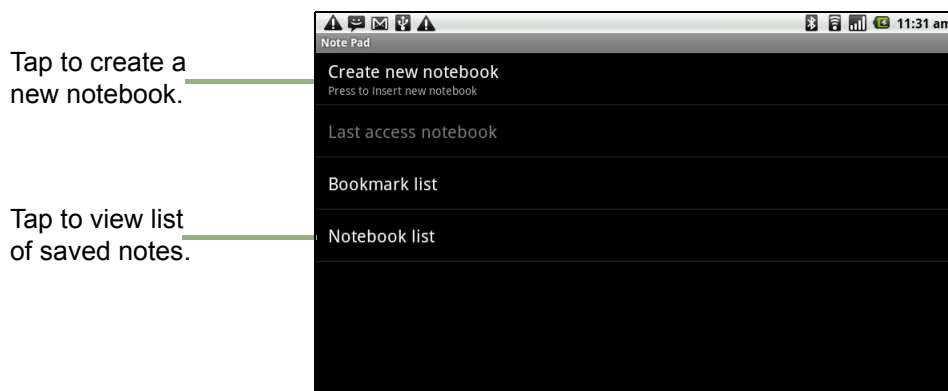 11:31 am
Note Pad
Tap to create a
new notebook.
Create new notebook
Press to insert new notebook
Last access notebook
Bookmark list
Tap to view list
of saved notes.
Notebook list